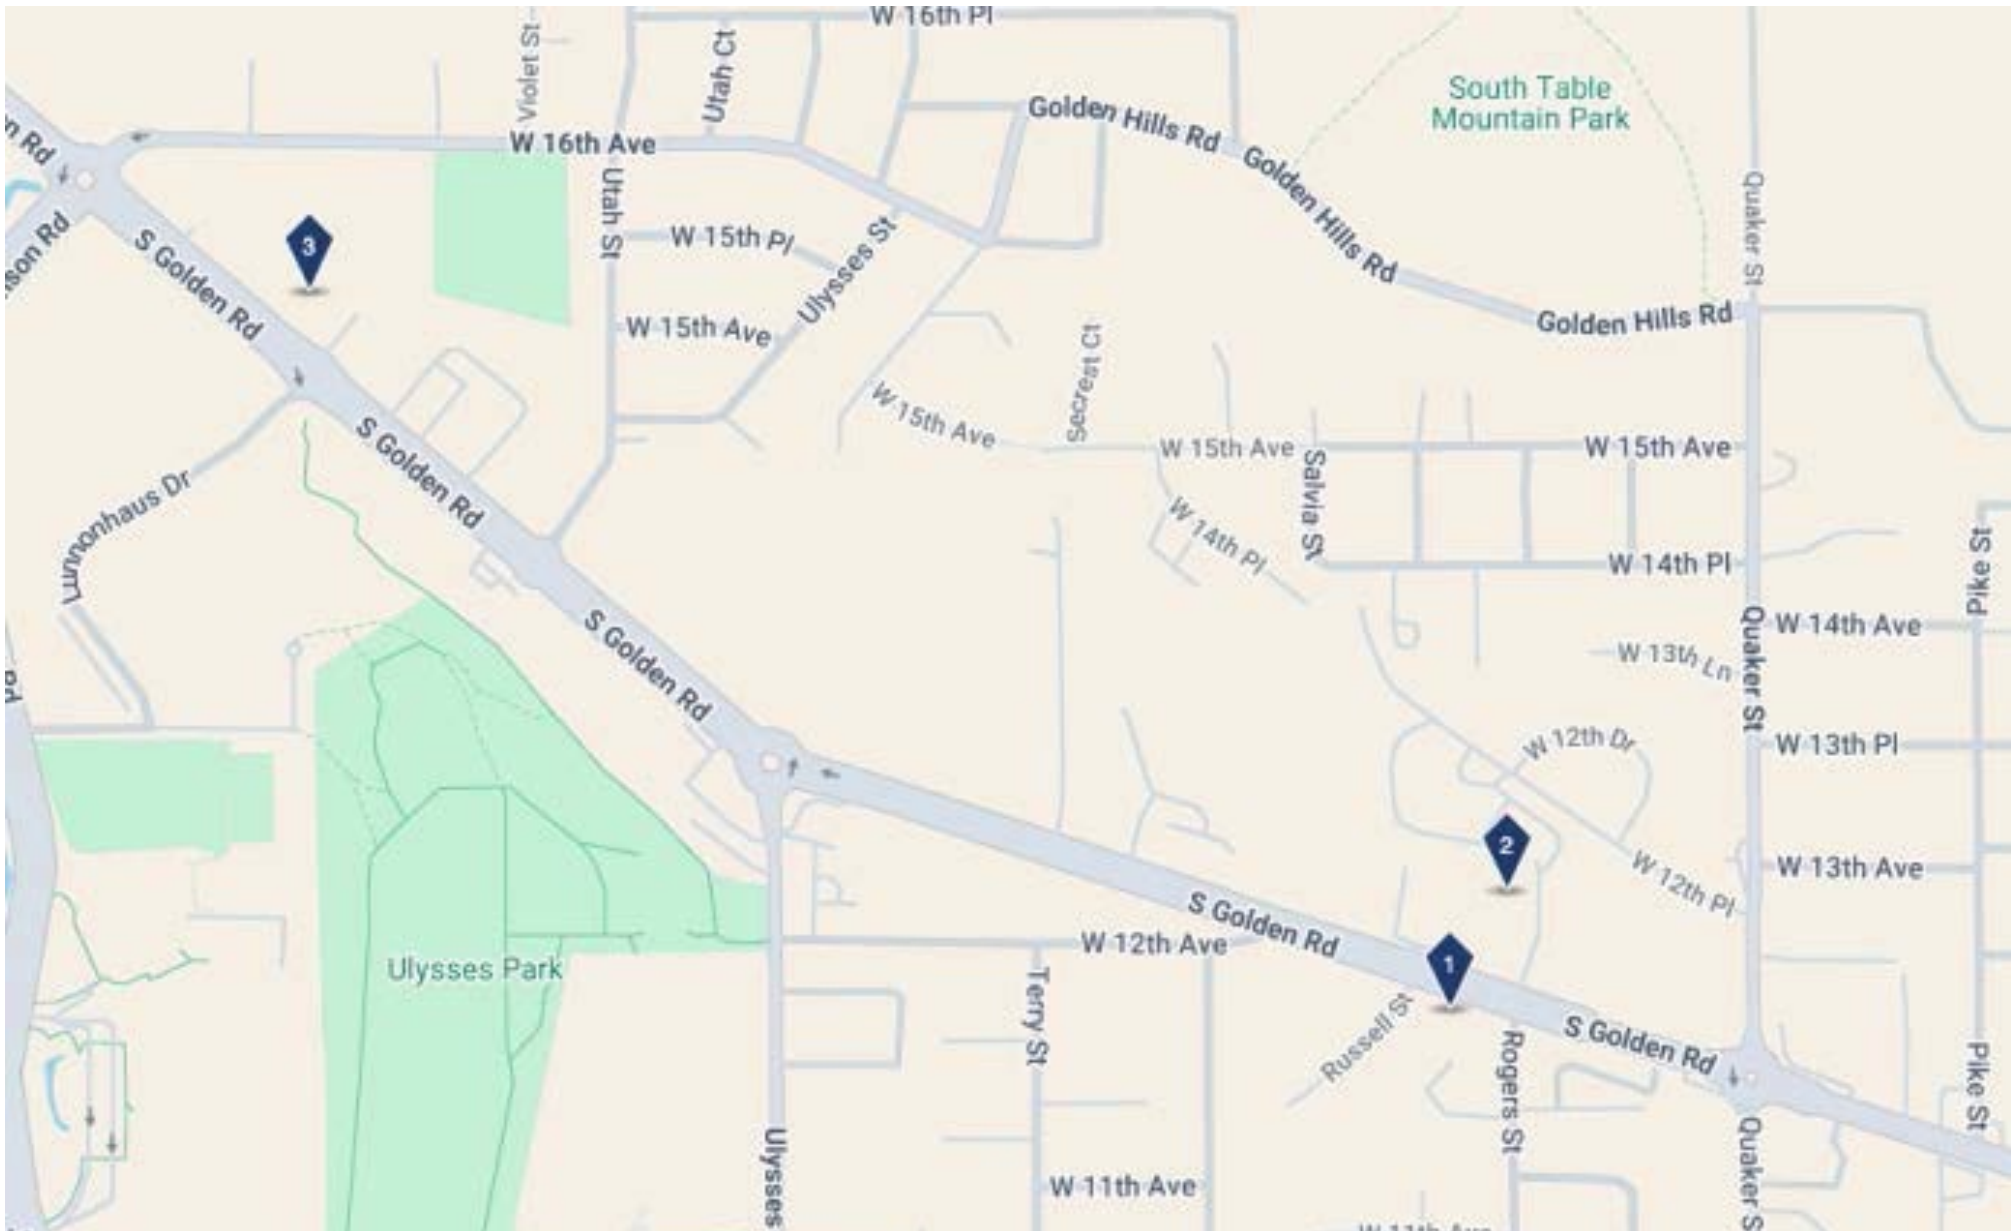 W 16th Pl
Violet St
Utah Ct
Golden Hills Rd
South Table
Mountain Park
W 16th Ave
Golden Hills Rd
Quaker St
Utah St
W 15th Pl
Ulysses St
S Golden Rd
3
W 15th Ave
Golden Hills Rd
Secrest Ct
W 15th Ave
W 15th Ave
W 15th Ave
Salvia St
S Golden Rd
Lunnonhaus Dr
W 14th Pl
W 14th Pl
Pike St
Quaker St
W 14th Ave
W 13th Ln
S Golden Rd
W 12th Dr
W 13th Pl
2
W 13th Ave
W 12th Pl
S Golden Rd
W 12th Ave
1
Ulysses Park
Terry St
Russell St
Rogers St
S Golden Rd
Pike St
Ulysses
Quaker S
W 11th Ave